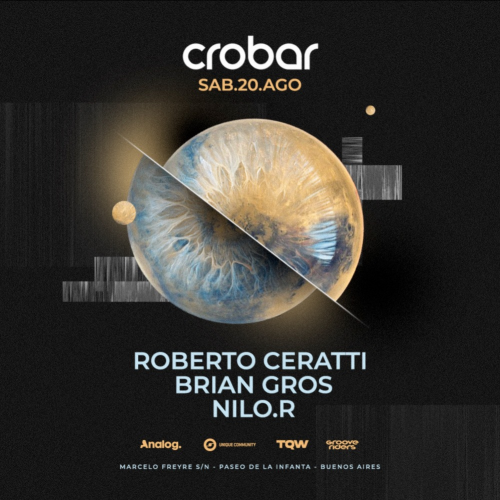 crobar
SAB.20.AGO
ROBERTO CERATTI
BRIAN GROS
NILO.R
Analog. UNIQUE COMMUNITY TQW groove riders
MARCELO FREYRE S/N - PASEO DE LA INFANTA - BUENOS AIRES